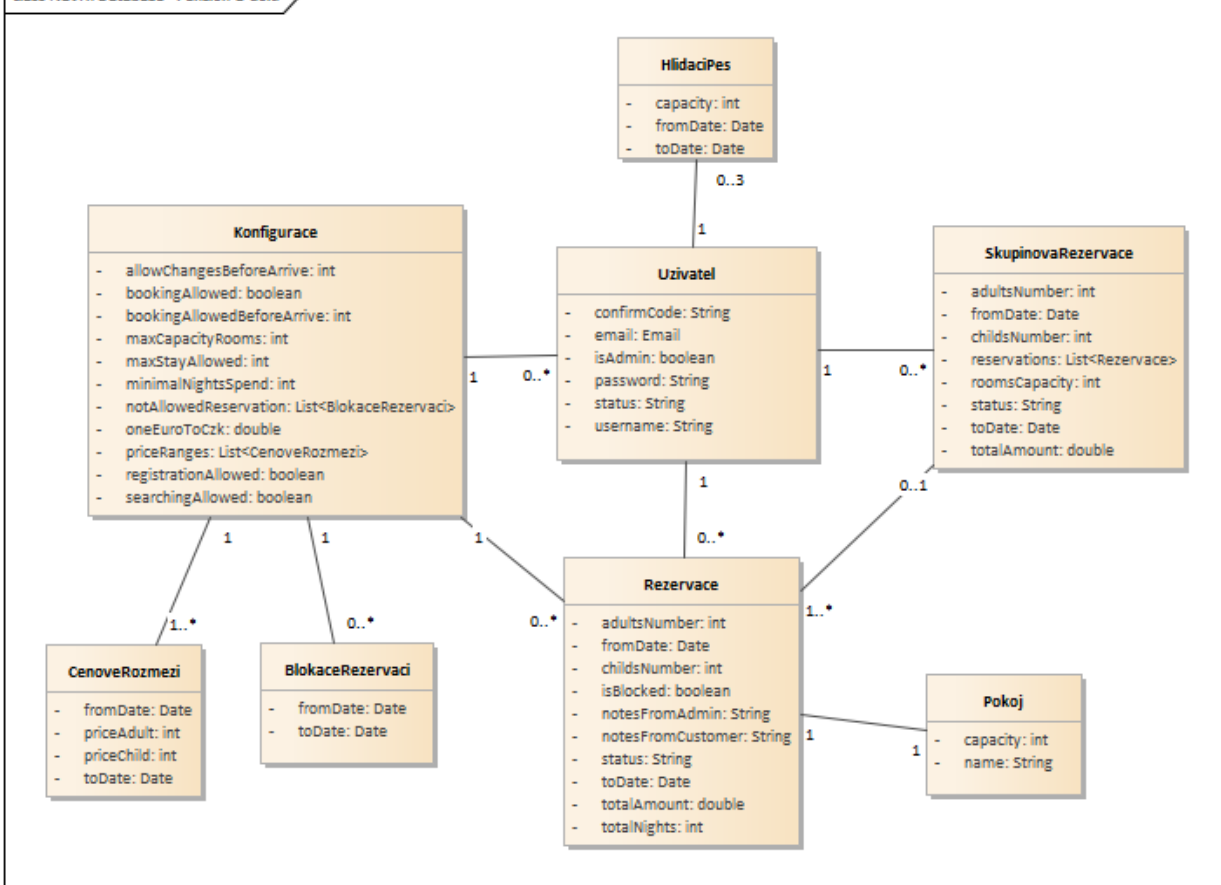 HlidaciPes
- capacity: int
- fromDate: Date
- toDate: Date
0..3
1
Konfigurace
- allowChangesBeforeArrive: int
- bookingAllowed: boolean
- bookingAllowedBeforeArrive: int
- maxCapacityRooms: int
- maxStayAllowed: int
- minimalNightsSpend: int
- notAllowedReservation: List<BlokaceRezervaci>
- oneEuroToCzk: double
- priceRanges: List<CenoveRozmezi>
- registrationAllowed: boolean
- searchingAllowed: boolean
1
0..*
Uzivatel
- confirmCode: String
- email: Email
- isAdmin: boolean
- password: String
- status: String
- username: String
1
0..*
SkupinovaRezervace
- adultsNumber: int
- fromDate: Date
- childsNumber: int
- reservations: List<Rezervace>
- roomsCapacity: int
- status: String
- toDate: Date
- totalAmount: double
1
0..*
0..1
1..*
1
1..*
1
0..*
1
0..*
CenoveRozmezi
- fromDate: Date
- priceAdult: int
- priceChild: int
- toDate: Date
BlokaceRezervaci
- fromDate: Date
- toDate: Date
Rezervace
- adultsNumber: int
- fromDate: Date
- childsNumber: int
- isBlocked: boolean
- notesFromAdmin: String
- notesFromCustomer: String
- status: String
- toDate: Date
- totalAmount: double
- totalNights: int
1
1
Pokoj
- capacity: int
- name: String